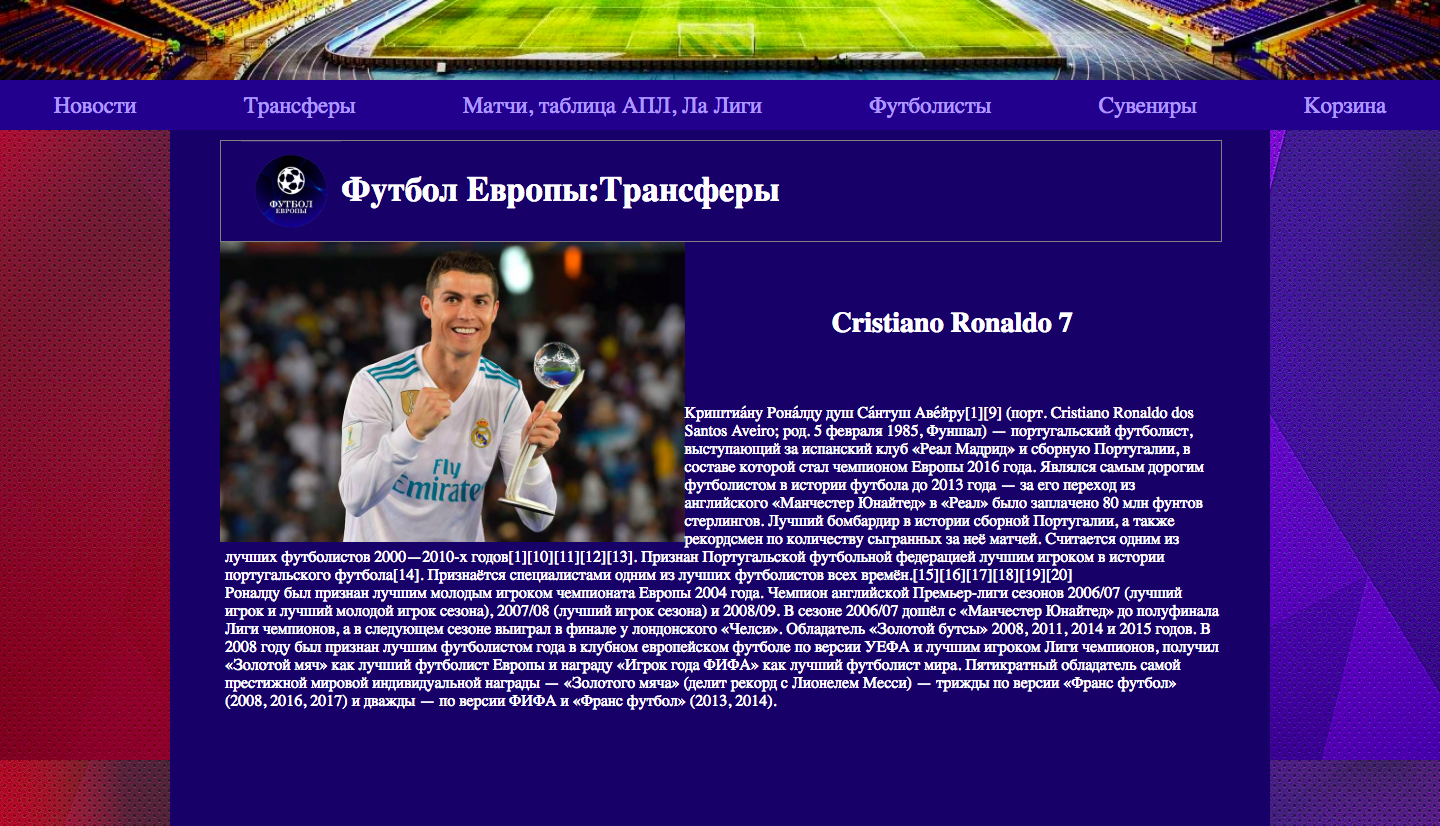 Новости Трансферы Матчи, таблица АПЛ, Ла Лиги Футболисты Сувениры Корзина
ФУТБОЛ
ЕВРОПЫ
Футбол Европы:Трансферы
Fly
Emirates
Cristiano Ronaldo 7
Криштиа́ну Рона́лду душ Са́нтуш Аве́йру[1][9] (порт. Cristiano Ronaldo dos
Santos Aveiro; род. 5 февраля 1985, Фуншал) — португальский футболист,
выступающий за испанский клуб «Реал Мадрид» и сборную Португалии, в
составе которой стал чемпионом Европы 2016 года. Являлся самым дорогим
футболистом в истории футбола до 2013 года — за его переход из
английского «Манчестер Юнайтед» в «Реал» было заплачено 80 млн фунтов
стерлингов. Лучший бомбардир в истории сборной Португалии, а также
рекордсмен по количеству сыгранных за неё матчей. Считается одним из
лучших футболистов 2000—2010-х годов[1][10][11][12][13]. Признан Португальской футбольной федерацией лучшим игроком в истории
португальского футбола[14]. Признаётся специалистами одним из лучших футболистов всех времён.[15][16][17][18][19][20]
Роналду был признан лучшим молодым игроком чемпионата Европы 2004 года. Чемпион английской Премьер-лиги сезонов 2006/07 (лучший
игрок и лучший молодой игрок сезона), 2007/08 (лучший игрок сезона) и 2008/09. В сезоне 2006/07 дошёл с «Манчестер Юнайтед» до полуфинала
Лиги чемпионов, а в следующем сезоне выиграл в финале у лондонского «Челси». Обладатель «Золотой бутсы» 2008, 2011, 2014 и 2015 годов. В
2008 году был признан лучшим футболистом года в клубном европейском футболе по версии УЕФА и лучшим игроком Лиги чемпионов, получил
«Золотой мяч» как лучший футболист Европы и награду «Игрок года ФИФА» как лучший футболист мира. Пятикратный обладатель самой
престижной мировой индивидуальной награды — «Золотого мяча» (делит рекорд с Лионелем Месси) — трижды по версии «Франс футбол»
(2008, 2016, 2017) и дважды — по версии ФИФА и «Франс футбол» (2013, 2014).